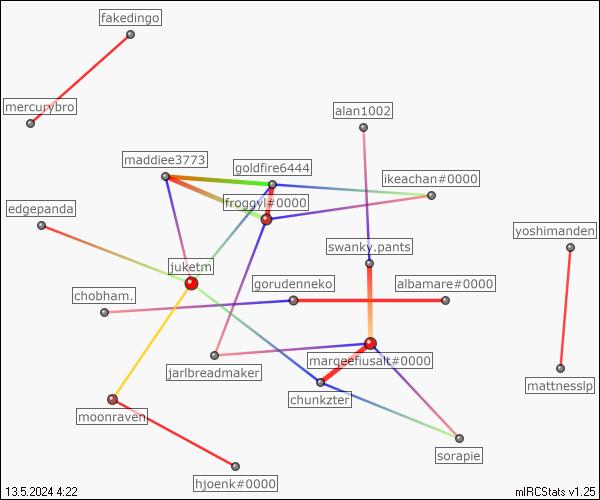 fakedingo
mercurybro
alan1002
maddiee3773
goldfire6444
ikeachan#0000
froggyl#0000
edgepanda
yoshimanden
swanky.pants
juketm
gorudenneko
albamare#0000
chobham.
margeefiusalt#0000
jarlbreadmaker
mattnesslp
chunkzter
moonraven
sorapie
hjoenk#0000
13.5.2024 4:22
mIRCStats v1.25